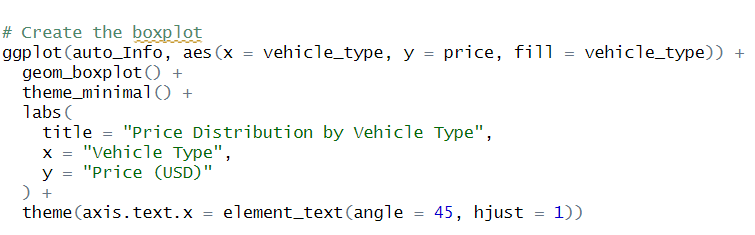 # Create the boxplot
ggplot(auto_Info, aes(x = vehicle_type, y = price, fill = vehicle_type)) +
  geom_boxplot() +
  theme_minimal() +
  labs(
    title = "Price Distribution by Vehicle Type",
    x = "Vehicle Type",
    y = "Price (USD)"
  ) +
  theme(axis.text.x = element_text(angle = 45, hjust = 1))